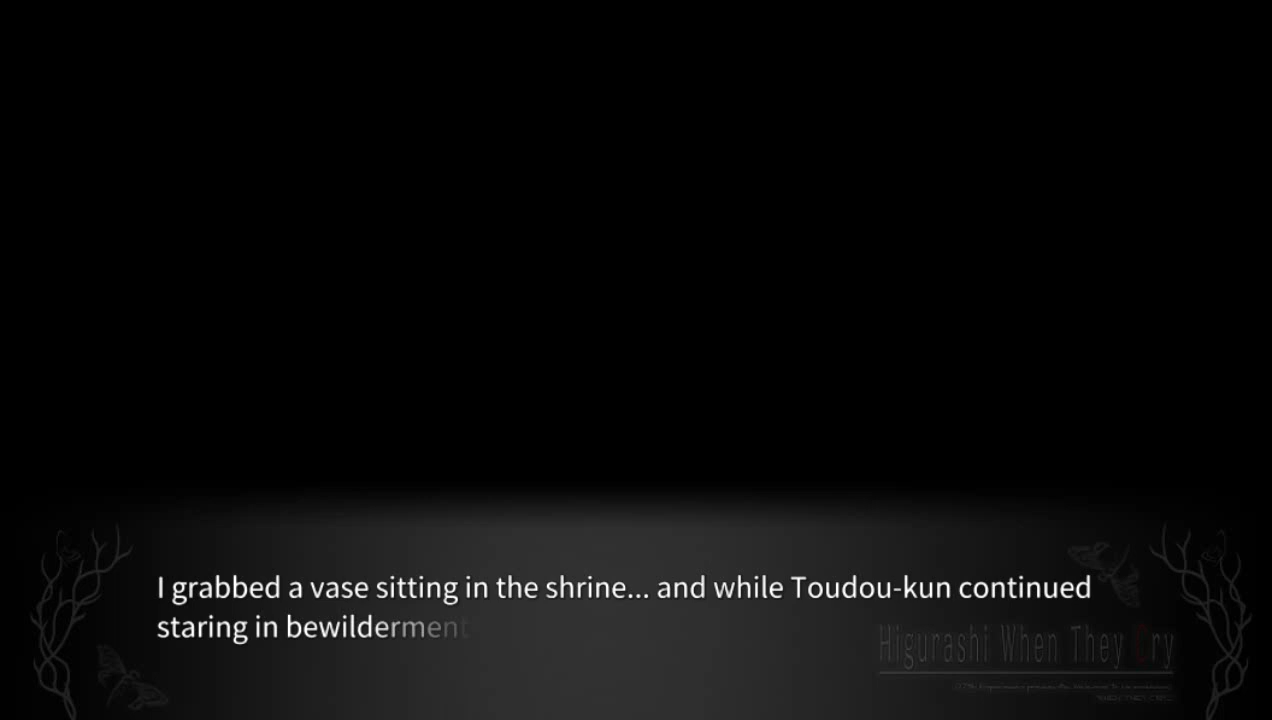 I grabbed a vase sitting in the shrine... and while Toudou-kun continued
staring in bewilderment
Higurashi When They Cry